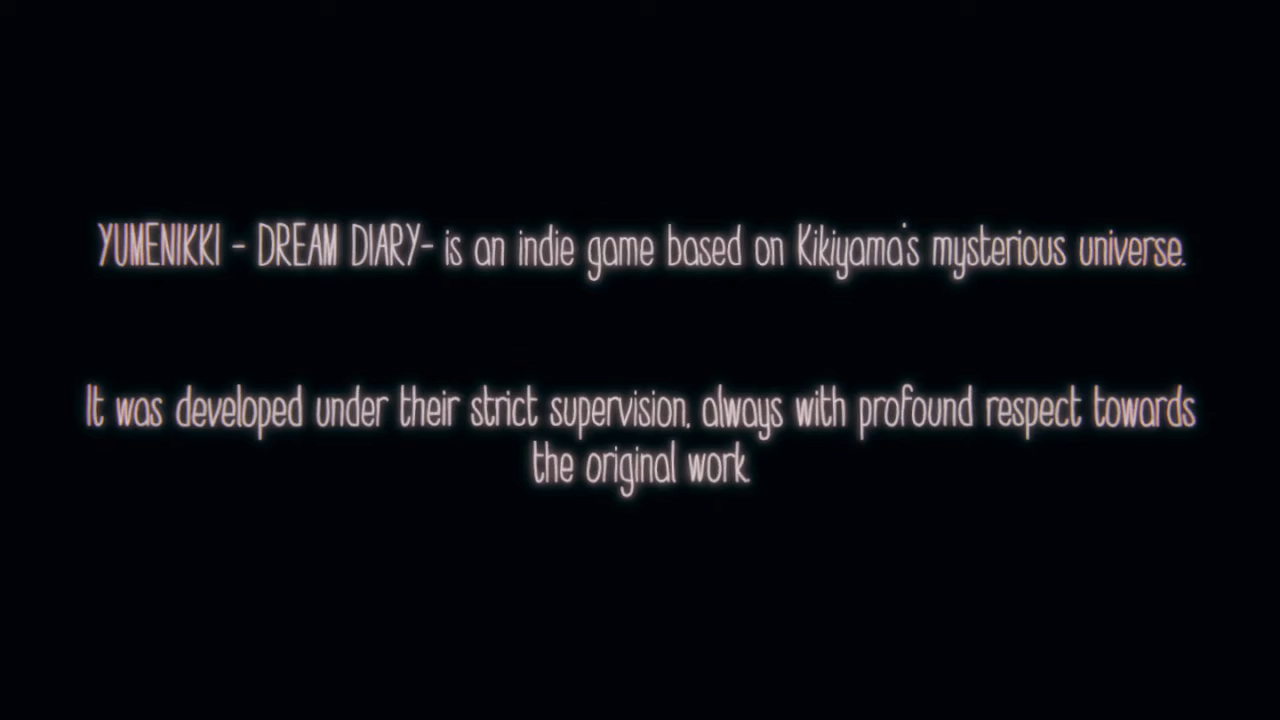 YUMENIKKI - DREAM DIARY- is an indie game based on Kikiyama's mysterious universe.
It was developed under their strict supervision, always with profound respect towards
the original work.